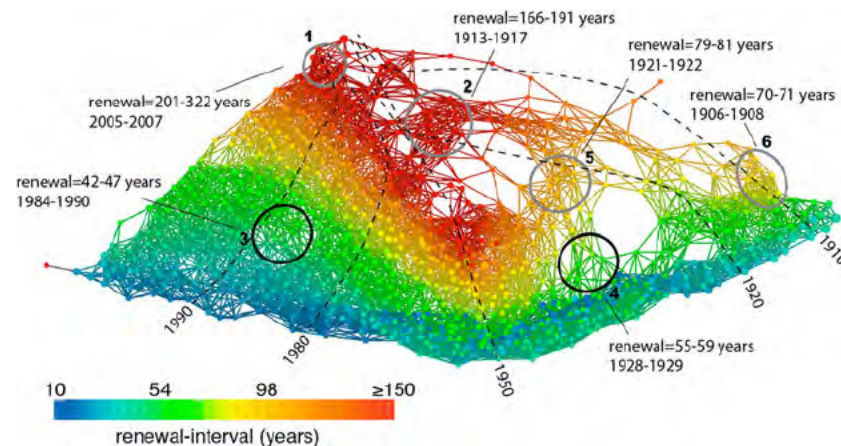 renewal=166-191 years
1913-1917
1
renewal=79-81 years
1921-1922
2
renewal=70-71 years
1906-1908
renewal=201-322 years
2005-2007
6
5
renewal=42-47 years
1984-1990
3
4
1910
1920
1990
1980
1950
renewal=55-59 years
1928-1929
10 54 98 ≥150
renewal-interval (years)